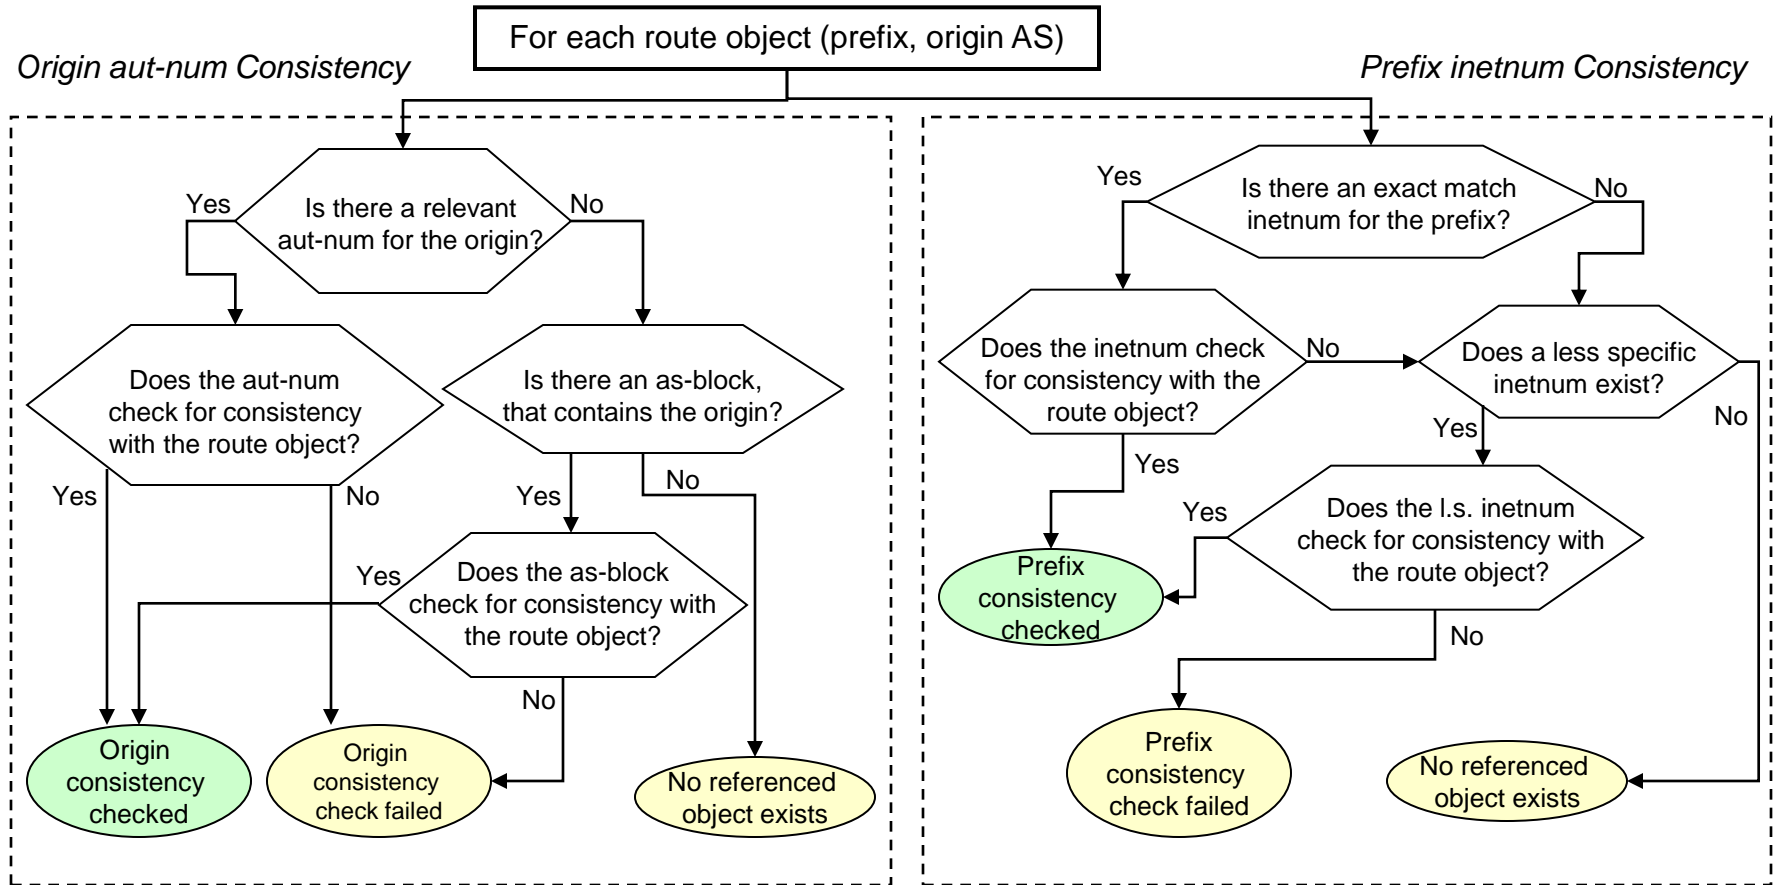 For each route object (prefix, origin AS)
Origin aut-num Consistency
Prefix inetnum Consistency
Yes
Is there a relevant
aut-num for the origin?
No
Does the aut-num
check for consistency
with the route object?
Is there an as-block,
that contains the origin?
Yes
No
Yes
No
Yes
Does the as-block
check for consistency with
the route object?
No
Origin
consistency
checked
Origin
consistency
check failed
No referenced
object exists
Yes
Is there an exact match
inetnum for the prefix?
No
Does the inetnum check
for consistency with the
route object?
No
Does a less specific
inetnum exist?
No
Yes
Yes
Yes
Does the l.s. inetnum
check for consistency with
the route object?
Prefix
consistency
checked
No
Prefix
consistency
check failed
No referenced
object exists